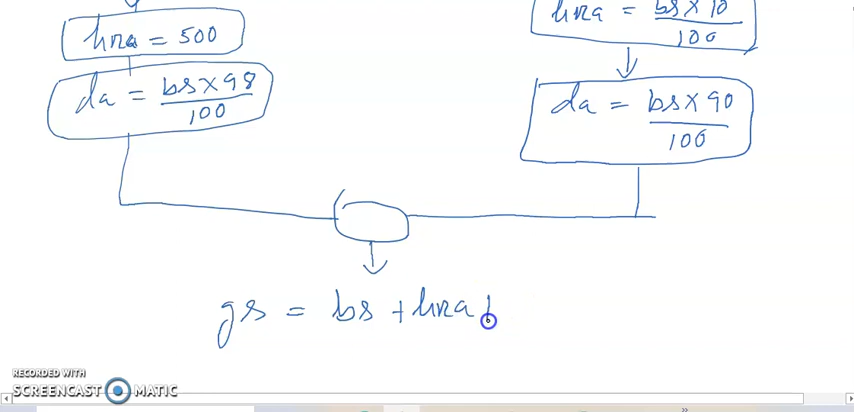 hra = bs×10/100
hra = 500
da = bs×98/100
da = bs×90/100
gs = bs + hra
RECORDED WITH
SCREENCAST MATIC